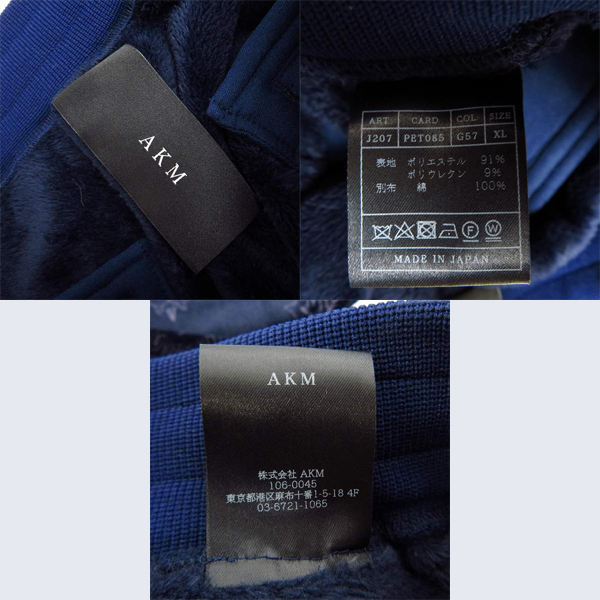 AKM
ART CARD COL SIZE
J207 PET085 G57 XL
表地 ポリエステル 91%
ポリウレタン 9%
別布 綿 100%
F W
MADE IN JAPAN
AKM
株式会社 AKM
106-0045
東京都港区麻布十番1-5-18 4F
03-6721-1065